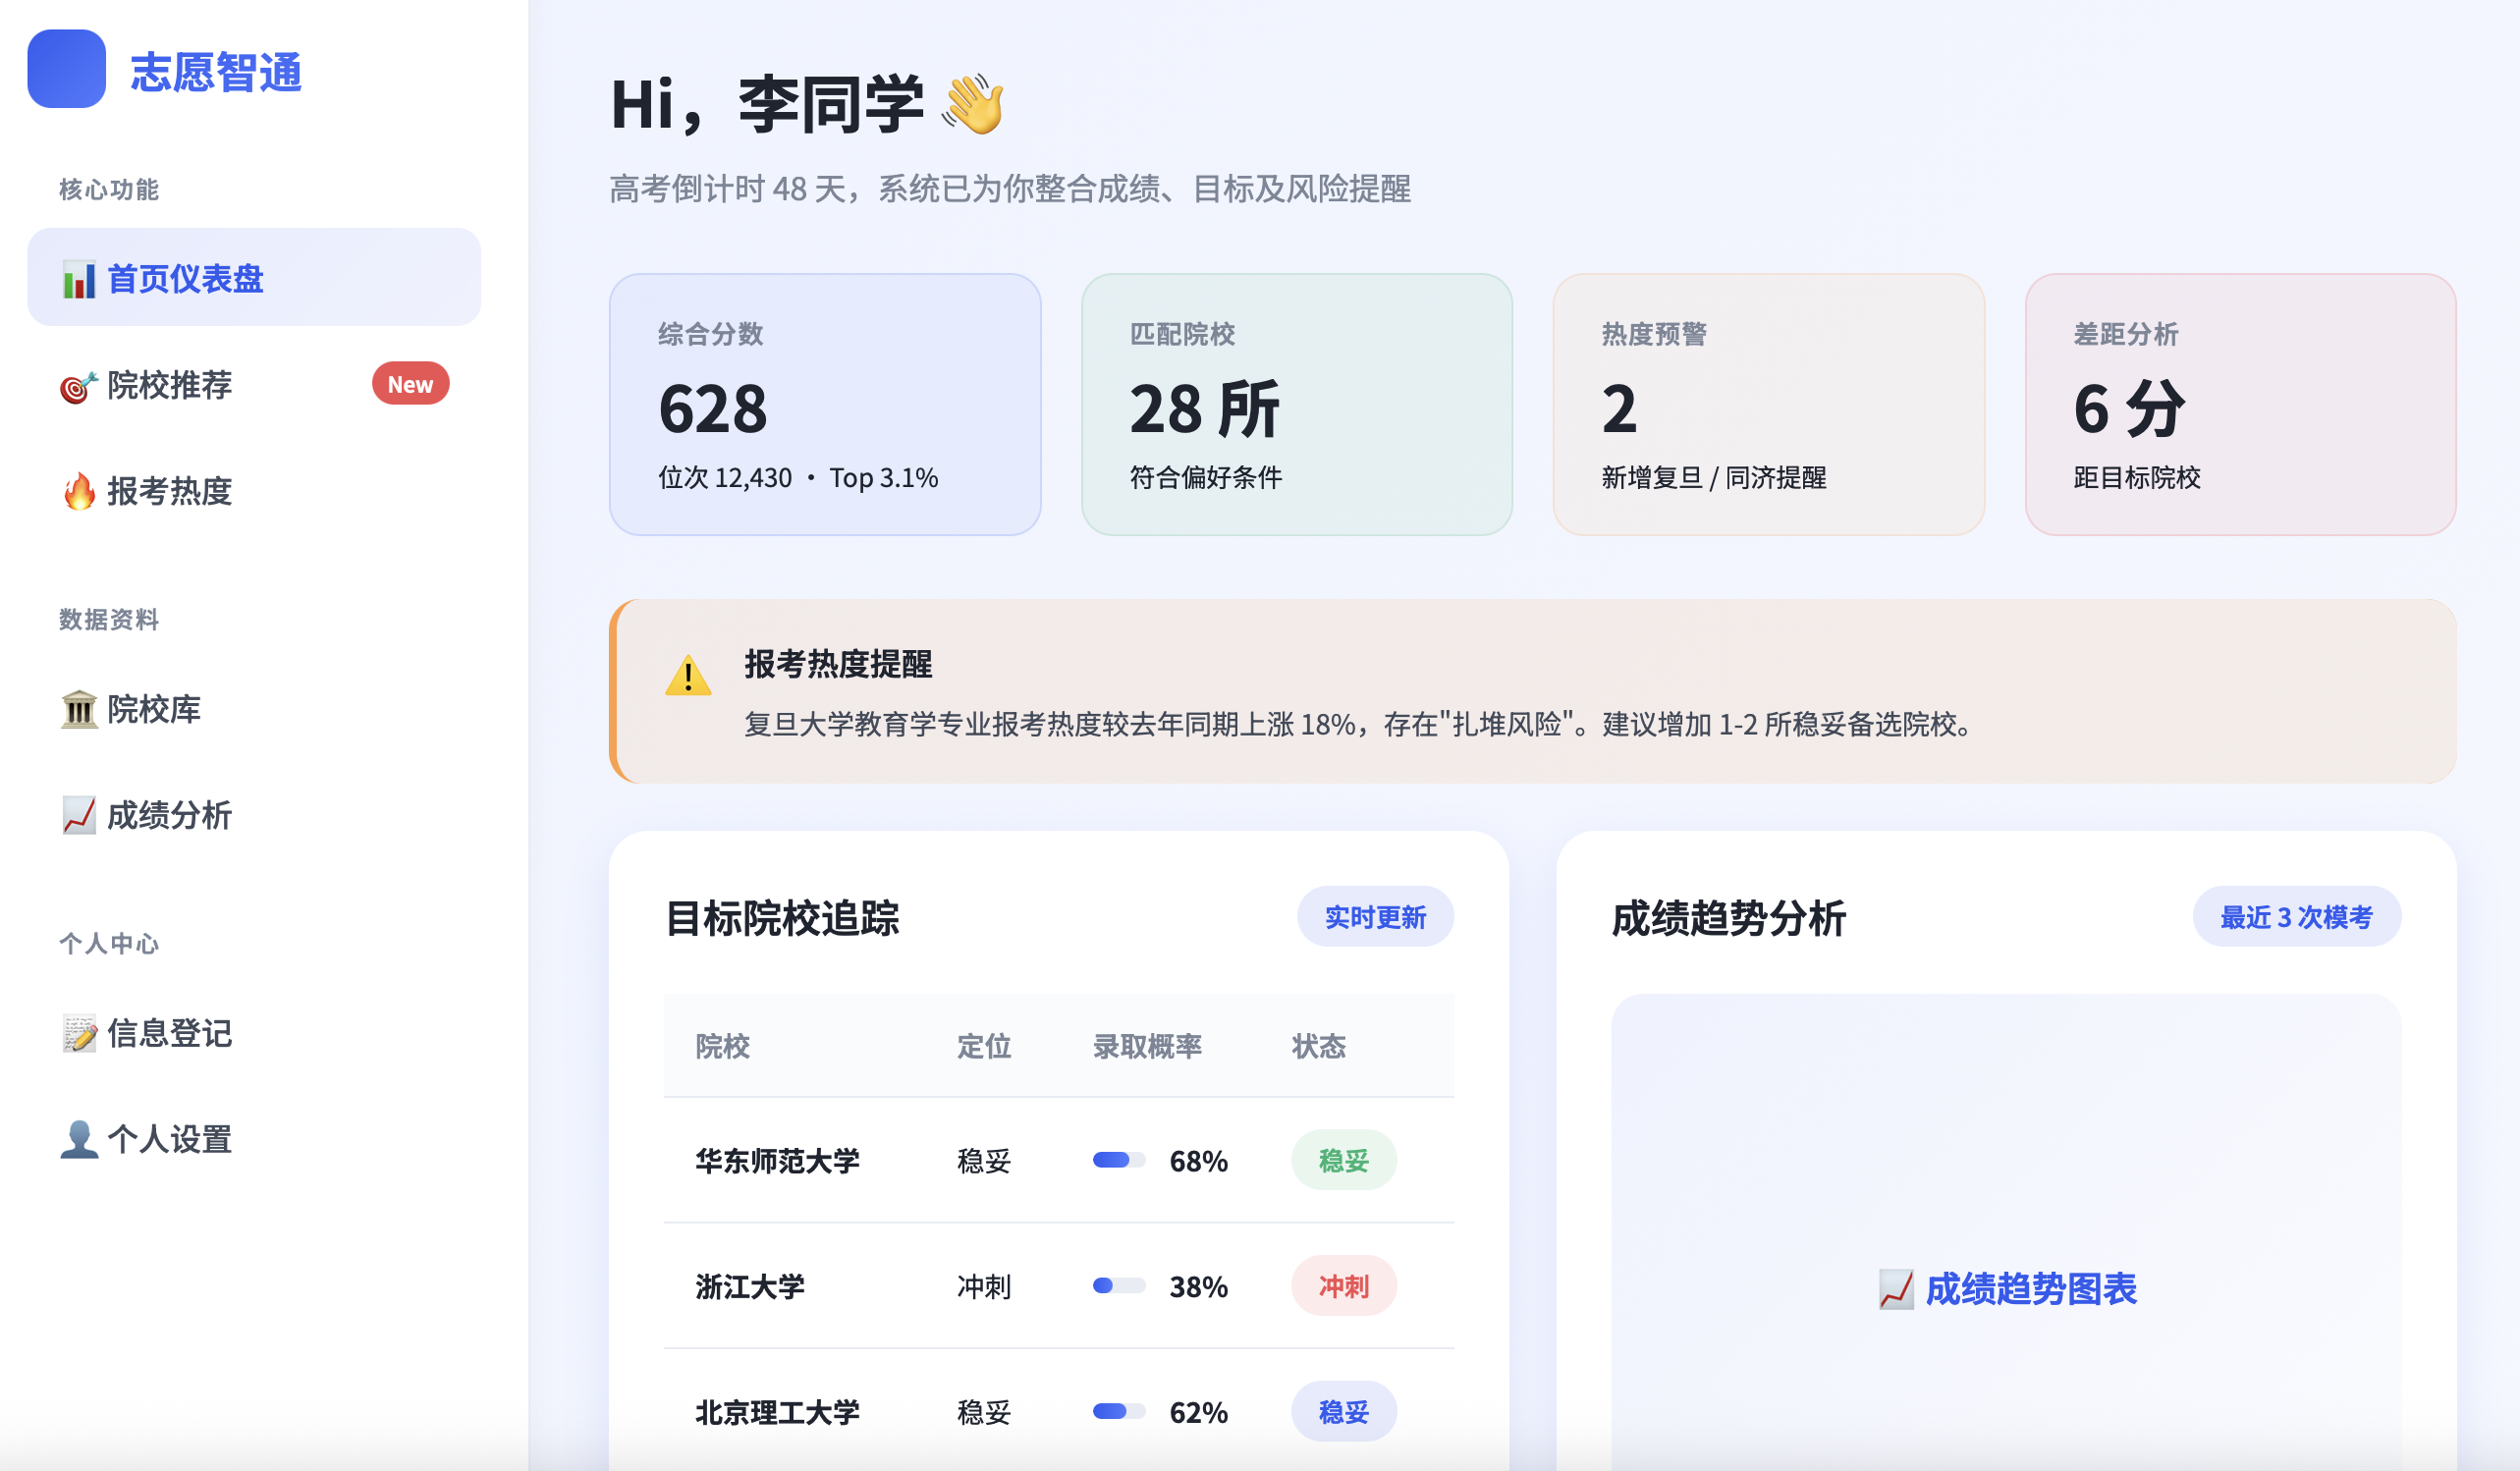 志愿智通
核心功能
首页仪表盘
院校推荐 New
报考热度
数据资料
院校库
成绩分析
个人中心
信息登记
个人设置
Hi，李同学
高考倒计时 48 天，系统已为你整合成绩、目标及风险提醒
综合分数
628
位次 12,430 · Top 3.1%
匹配院校
28 所
符合偏好条件
热度预警
2
新增复旦 / 同济提醒
差距分析
6 分
距目标院校
报考热度提醒
复旦大学教育学专业报考热度较去年同期上涨 18%，存在"扎堆风险"。建议增加 1-2 所稳妥备选院校。
目标院校追踪 实时更新
院校 定位 录取概率 状态
华东师范大学 稳妥 68% 稳妥
浙江大学 冲刺 38% 冲刺
北京理工大学 稳妥 62% 稳妥
成绩趋势分析 最近 3 次模考
成绩趋势图表